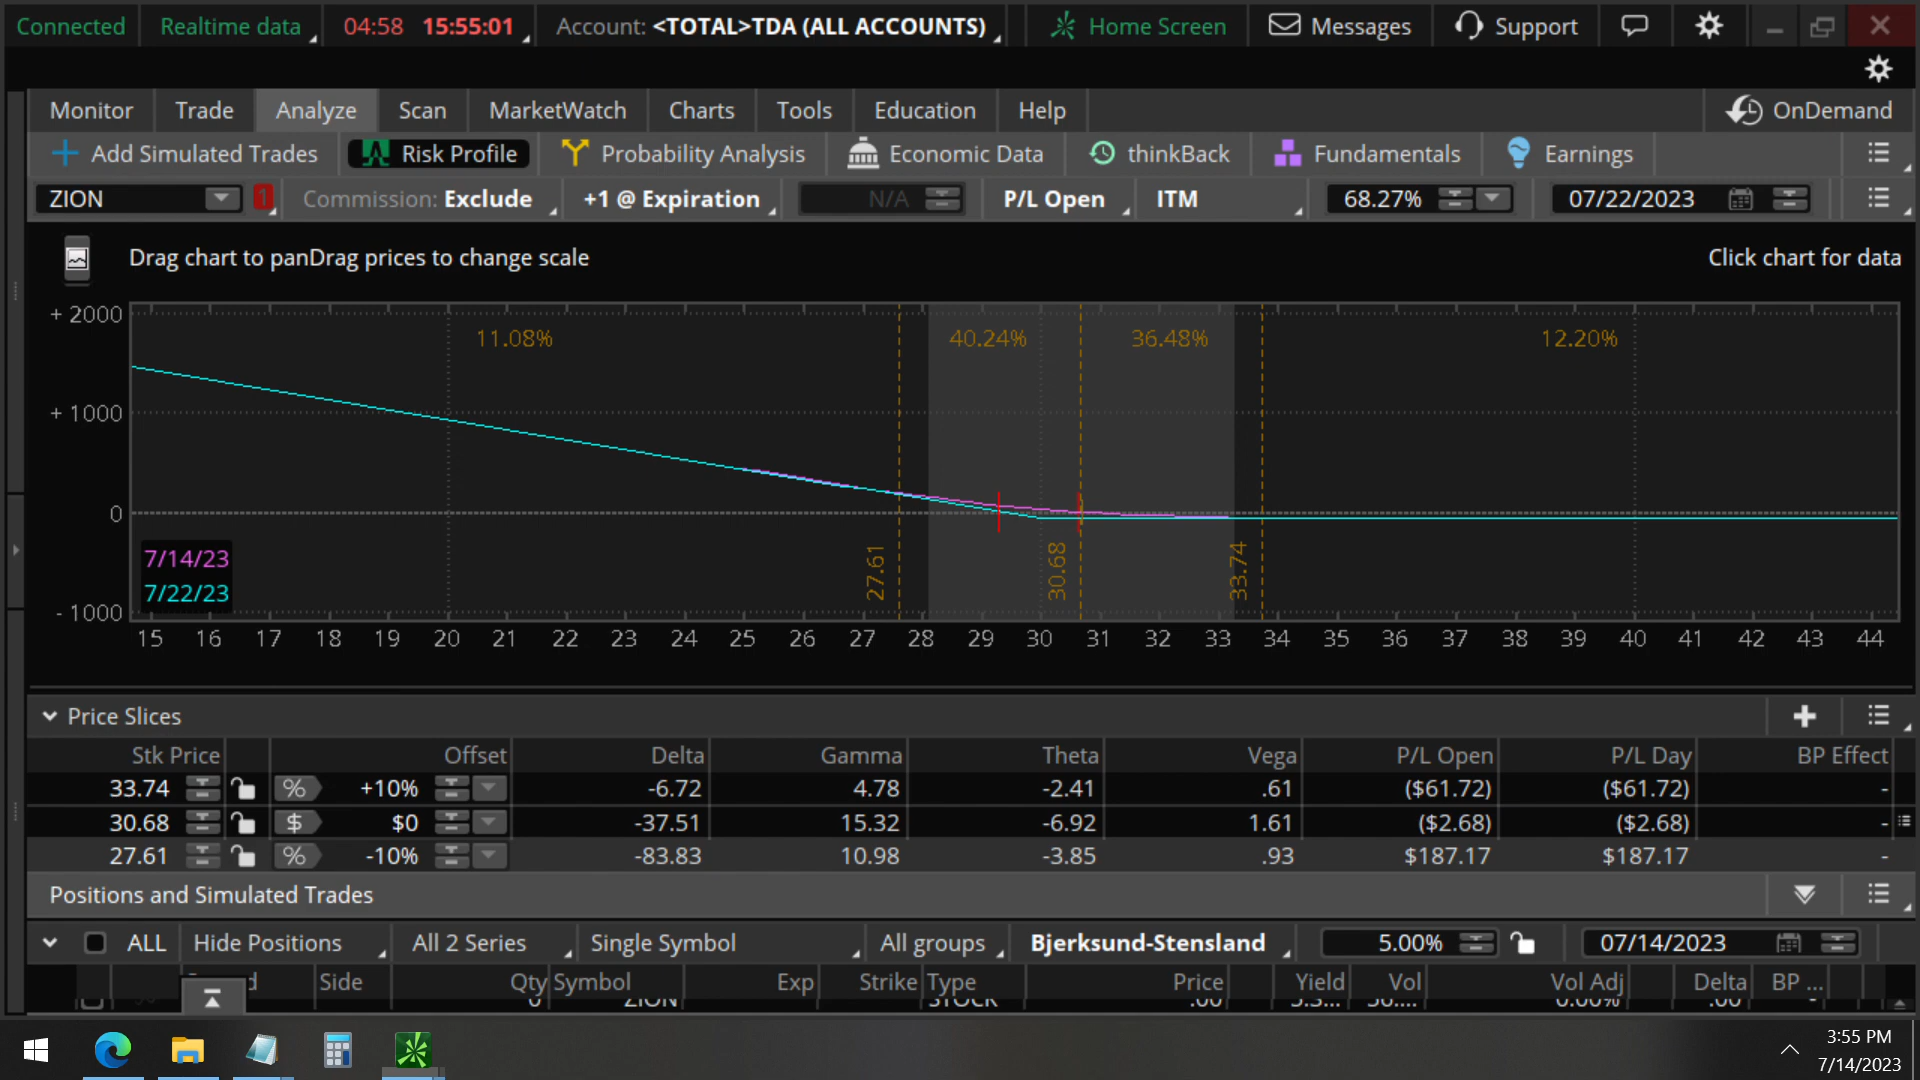 Connected Realtime data 04:58 15:55:01 Account: <TOTAL>TDA (ALL ACCOUNTS) Home Screen Messages Support
Monitor Trade Analyze Scan MarketWatch Charts Tools Education Help OnDemand
Add Simulated Trades Risk Profile Probability Analysis Economic Data thinkBack Fundamentals Earnings
ZION 1 Commission: Exclude +1 @ Expiration N/A P/L Open ITM 68.27% 07/22/2023
Drag chart to panDrag prices to change scale Click chart for data
+ 2000
11.08% 40.24% 36.48% 12.20%
+ 1000
0
7/14/23
7/22/23
27.61 30.68 33.74
- 1000
15 16 17 18 19 20 21 22 23 24 25 26 27 28 29 30 31 32 33 34 35 36 37 38 39 40 41 42 43 44
Price Slices
Stk Price Offset Delta Gamma Theta Vega P/L Open P/L Day BP Effect
33.74 % +10% -6.72 4.78 -2.41 .61 ($61.72) ($61.72) -
30.68 $ $0 -37.51 15.32 -6.92 1.61 ($2.68) ($2.68) -
27.61 % -10% -83.83 10.98 -3.85 .93 $187.17 $187.17 -
Positions and Simulated Trades
ALL Hide Positions All 2 Series Single Symbol All groups Bjerksund-Stensland 5.00% 07/14/2023
Side Qty Symbol Exp Strike Type Price Yield Vol Vol Adj Delta BP ...
0 ZION STOCK .00 0.00% .00 -
3:55 PM
7/14/2023